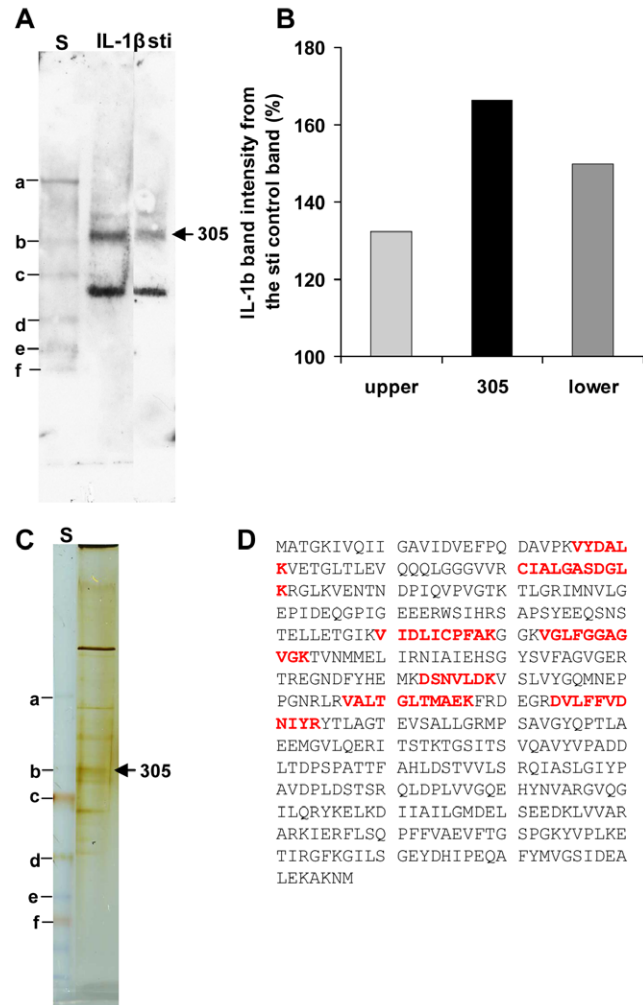 A
S IL-1β sti
a
b
c
d
e
f
305
B
IL-1b band intensity from
the sti control band (%)
180
160
140
120
100
upper 305 lower
C
S
a
b
c
d
e
f
305
D
MATGKIVQII GAVIDVEFPQ DAVPKVYDAL
KVETGLTLEV QQQLGGGVVR CIALGASDGL
KRGLKVENTN DPIQVPVGTK TLGRIMNVLG
EPIDEQGPIG EEERWSIHRS APSYEEQSNS
TELLETGIKV IDLICPFAKG GKVGLFGGAG
VGKTVNMMEL IRNIAIEHSG YSVFAGVGER
TREGNDFYHE MKDSNVLDKV SLVYGQMNEP
PGNRLRVALT GLTMAEKFRD EGRDVLFFVD
NIYRYTLAGT EVSALLGRMP SAVGYQPTLA
EEMGVLQERI TSTKTGSITS VQAVYVPADD
LTDPSPATTF AHLDSTVVLS RQIASLGIYP
AVDPLDSTSR QLDPLVVGQE HYNVARGVQG
ILQRYKELKD IIAILGMDEL SEEDKLVVAR
ARKIERFLSQ PFFVAEVFTG SPGKYVPLKE
TIRGFKGILS GEYDHIPEQA FYMVGSIDEA
LEKAKNM